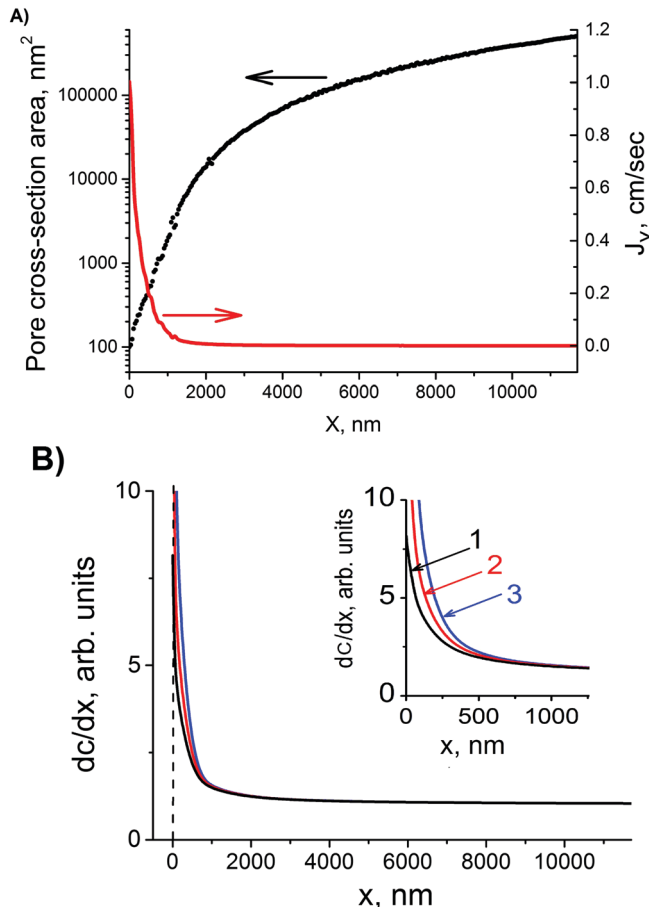 A)
Pore cross-section area, nm²
100000
10000
1000
100
1.2
1.0
0.8
0.6
0.4
0.2
0.0
Jᵥ, cm/sec
0 2000 4000 6000 8000 10000
X, nm
B)
dc/dx, arb. units
10
5
0
0 2000 4000 6000 8000 10000
x, nm
dc/dx, arb. units
10
5
0
1
2
3
0 500 1000
x, nm